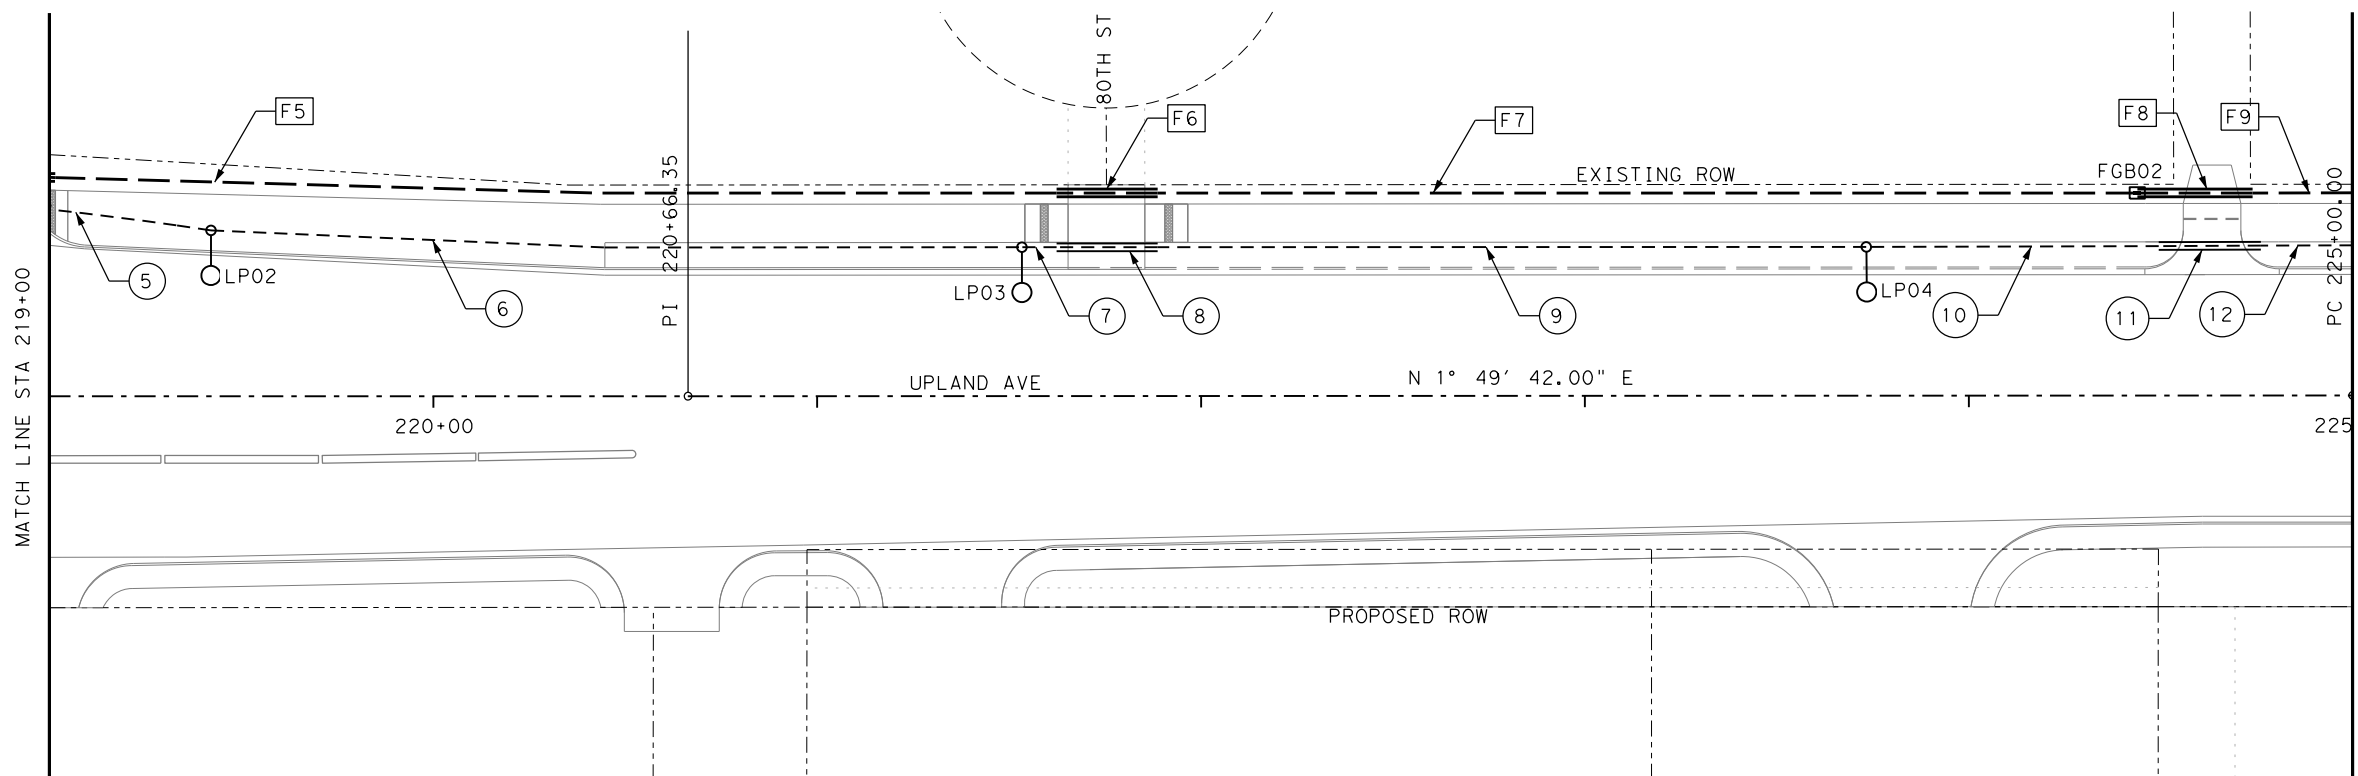 80TH ST
F5
F6
F7
F8
F9
EXISTING ROW
FGB02
PI 220+66.35
PC 225+00.00
5
LP02
6
LP03
7
8
9
LP04
10
11
12
MATCH LINE STA 219+00
UPLAND AVE
N 1° 49' 42.00" E
220+00
225
PROPOSED ROW